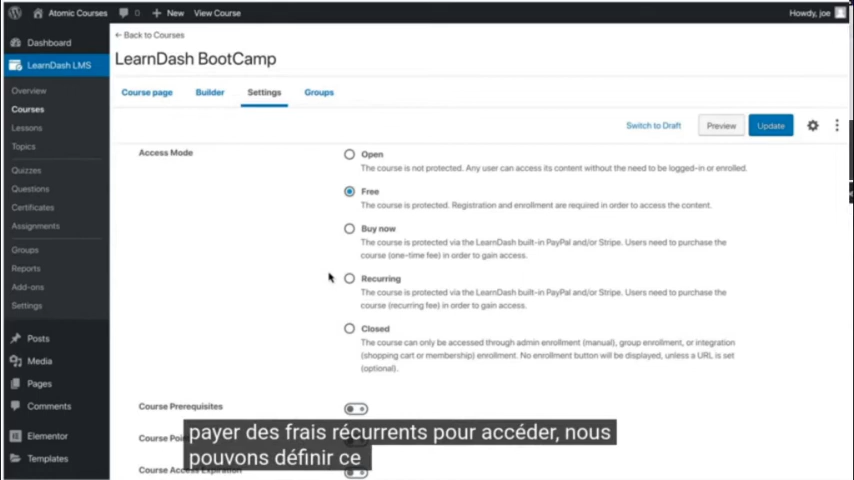 Atomic Courses 0 + New View Course Howdy, joe
Dashboard
LearnDash LMS
Overview
Courses
Lessons
Topics
Quizzes
Questions
Certificates
Assignments
Groups
Reports
Add-ons
Settings
Posts
Media
Pages
Comments
Elementor
Templates
← Back to Courses
LearnDash BootCamp
Course page Builder Settings Groups
Switch to Draft Preview Update
Access Mode
Open
The course is not protected. Any user can access its content without the need to be logged-in or enrolled.
Free
The course is protected. Registration and enrollment are required in order to access the content.
Buy now
The course is protected via the LearnDash built-in PayPal and/or Stripe. Users need to purchase the
course (one-time fee) in order to gain access.
Recurring
The course is protected via the LearnDash built-in PayPal and/or Stripe. Users need to purchase the
course (recurring fee) in order to gain access.
Closed
The course can only be accessed through admin enrollment (manual), group enrollment, or integration
(shopping cart or membership) enrollment. No enrollment button will be displayed, unless a URL is set
(optional).
Course Prerequisites
Course
Course Access Expiration
payer des frais récurrents pour accéder, nous
pouvons définir ce